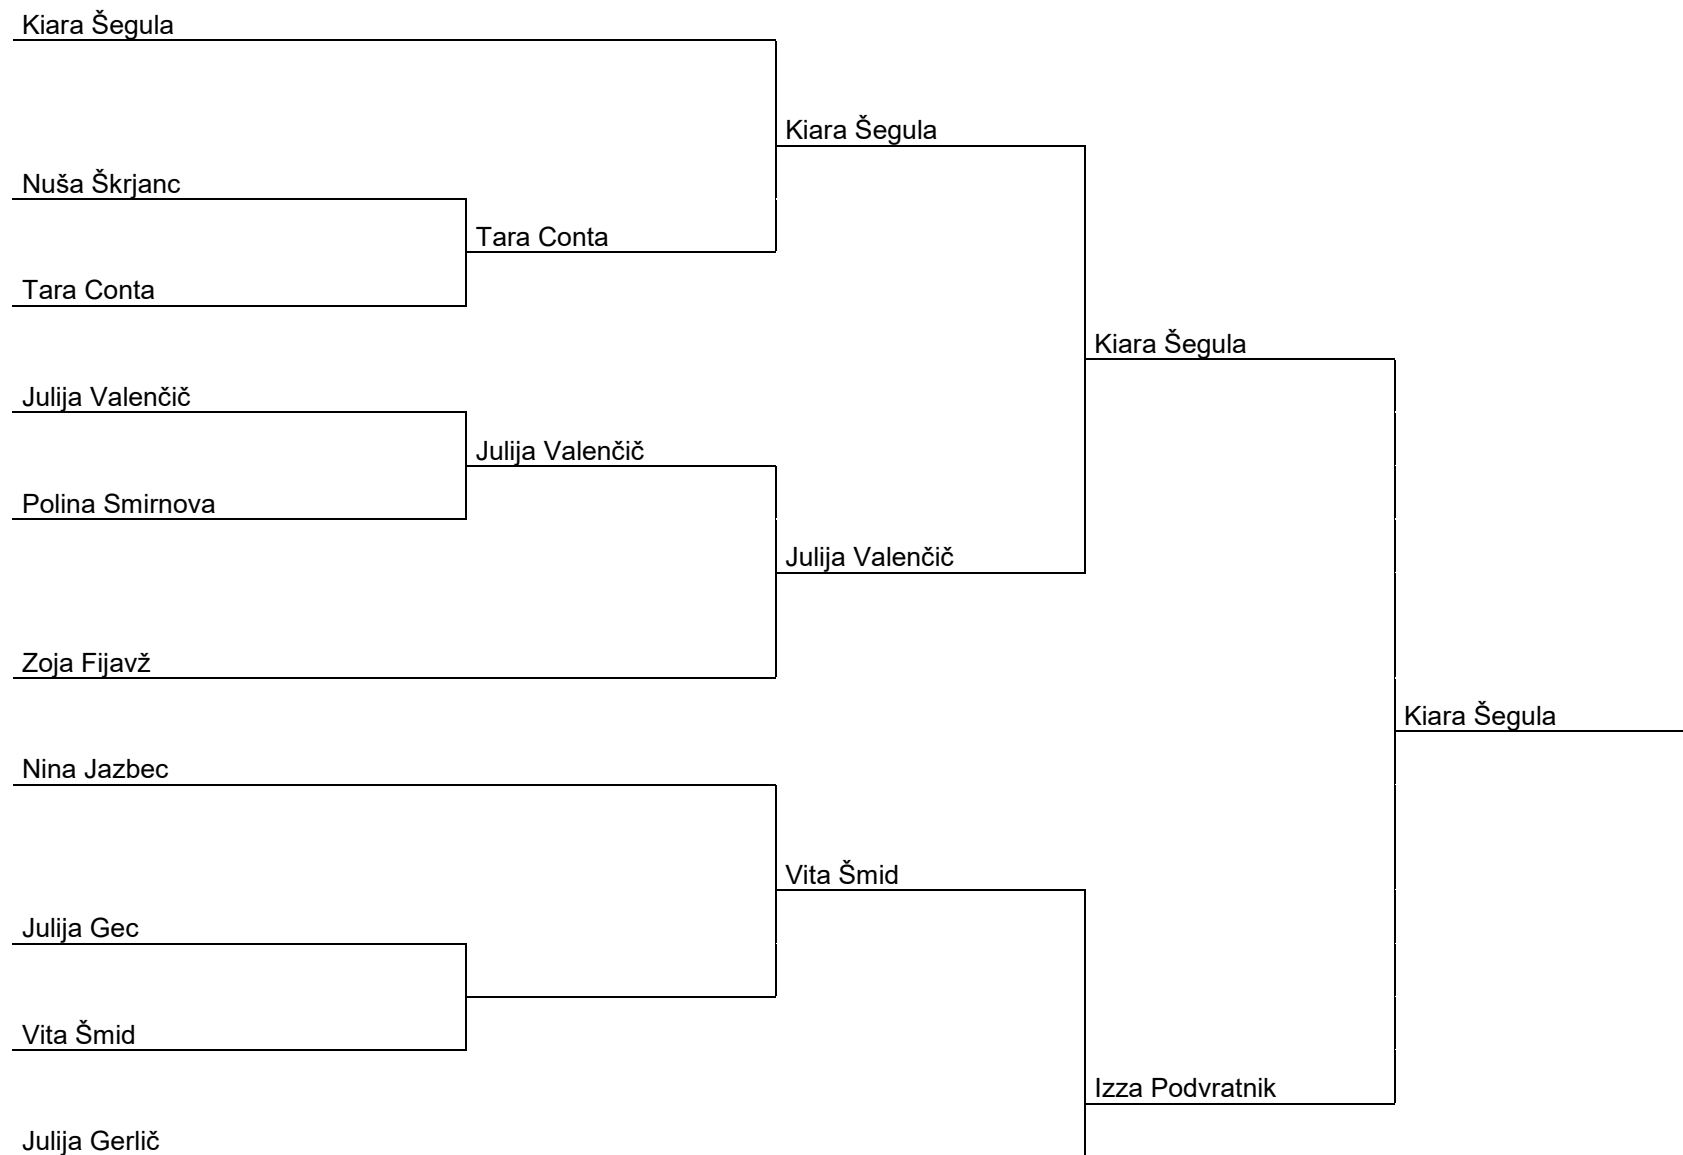 Kiara Šegula
Kiara Šegula
Nuša Škrjanc
Tara Conta
Tara Conta
Kiara Šegula
Julija Valenčič
Julija Valenčič
Polina Smirnova
Julija Valenčič
Zoja Fijavž
Kiara Šegula
Nina Jazbec
Vita Šmid
Julija Gec
Vita Šmid
Izza Podvratnik
Julija Gerlič